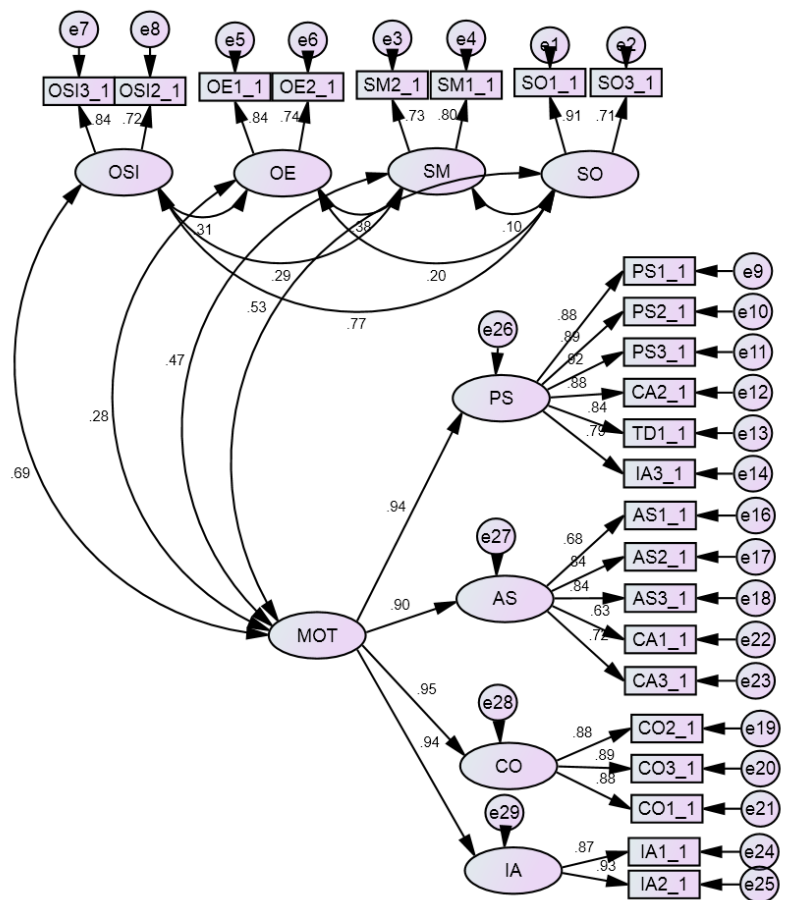 e7 e8 e5 e6 e3 e4 e1 e2
OSI3_1 OSI2_1 OE1_1 OE2_1 SM2_1 SM1_1 SO1_1 SO3_1
.84 .72 .84 .74 .73 .80 .91 .71
OSI OE SM SO
.31 .38 .10
.29 .20
.53 .77
.47
.28
.69
MOT
.94
.90
.95
.94
e26
PS
.88
.89
.92
.88
.84
.79
PS1_1 e9
PS2_1 e10
PS3_1 e11
CA2_1 e12
TD1_1 e13
IA3_1 e14
e27
AS
.68
.84
.84
.63
.72
AS1_1 e16
AS2_1 e17
AS3_1 e18
CA1_1 e22
CA3_1 e23
e28
CO
.88
.89
.88
CO2_1 e19
CO3_1 e20
CO1_1 e21
e29
IA
.87
.93
IA1_1 e24
IA2_1 e25